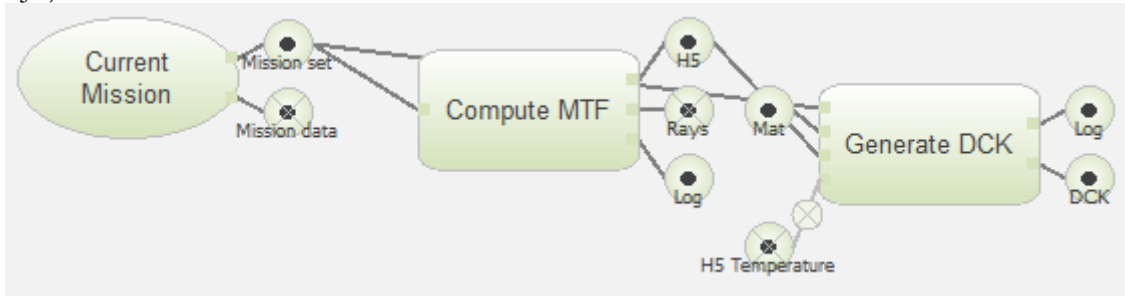 Current
Mission
Mission set
Mission data
Compute MTF
H5
Rays
Log
Mat
H5 Temperature
Generate DCK
Log
DCK